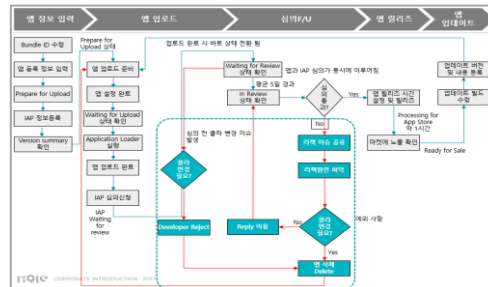 앱 정보 입력
앱 업로드
심의F/U
앱 릴리즈
앱
업데이트
Bundle ID 수령
앱 등록 정보 입력
Prepare for Upload
IAP 정보등록
Version summary
확인
Prepare for
Upload 상태
앱 업로드 준비
앱 설정 완료
Waiting for Upload
상태 확인
Application Loader
실행
앱 업로드 완료
IAP 심의신청
IAP
Waiting for
review
업로드 완료 시 바로 상태 전환 됨
Waiting for Review
상태 확인
앱과 IAP 심의가 동시에 이루어짐
평균 5일 경과
In Review
상태 확인
심의
통과?
Yes
No
심의 전 클라 변경 이슈
발생
클라
변경
필요?
Developer Reject
리젝 이슈 공유
리젝원인 파악
클라
변경
필요?
예외 사항
No
Reply 이용
Yes
앱 삭제
Delete
앱 릴리즈 시간
설정 및 릴리즈
Processing for
App Store
약 1시간
마켓에 노출 확인
Ready for Sale
업데이트 버전
및 내용 등록
업데이트 빌드
수령
CORPORATE INTRODUCTION